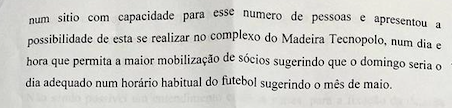 num sitio com capacidade para esse numero de pessoas e apresentou a
possibilidade de esta se realizar no complexo do Madeira Tecnopolo, num dia e
hora que permita a maior mobilização de sócios sugerindo que o domingo seria o
dia adequado num horário habitual do futebol sugerindo o mês de maio.